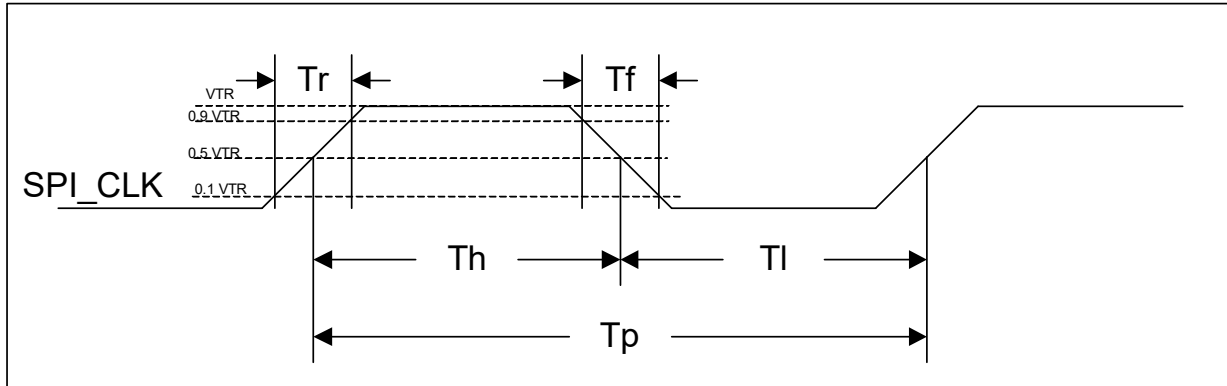 Tr
Tf
VTR
0.9 VTR
0.5 VTR
SPI_CLK
0.1 VTR
Th
Tl
Tp